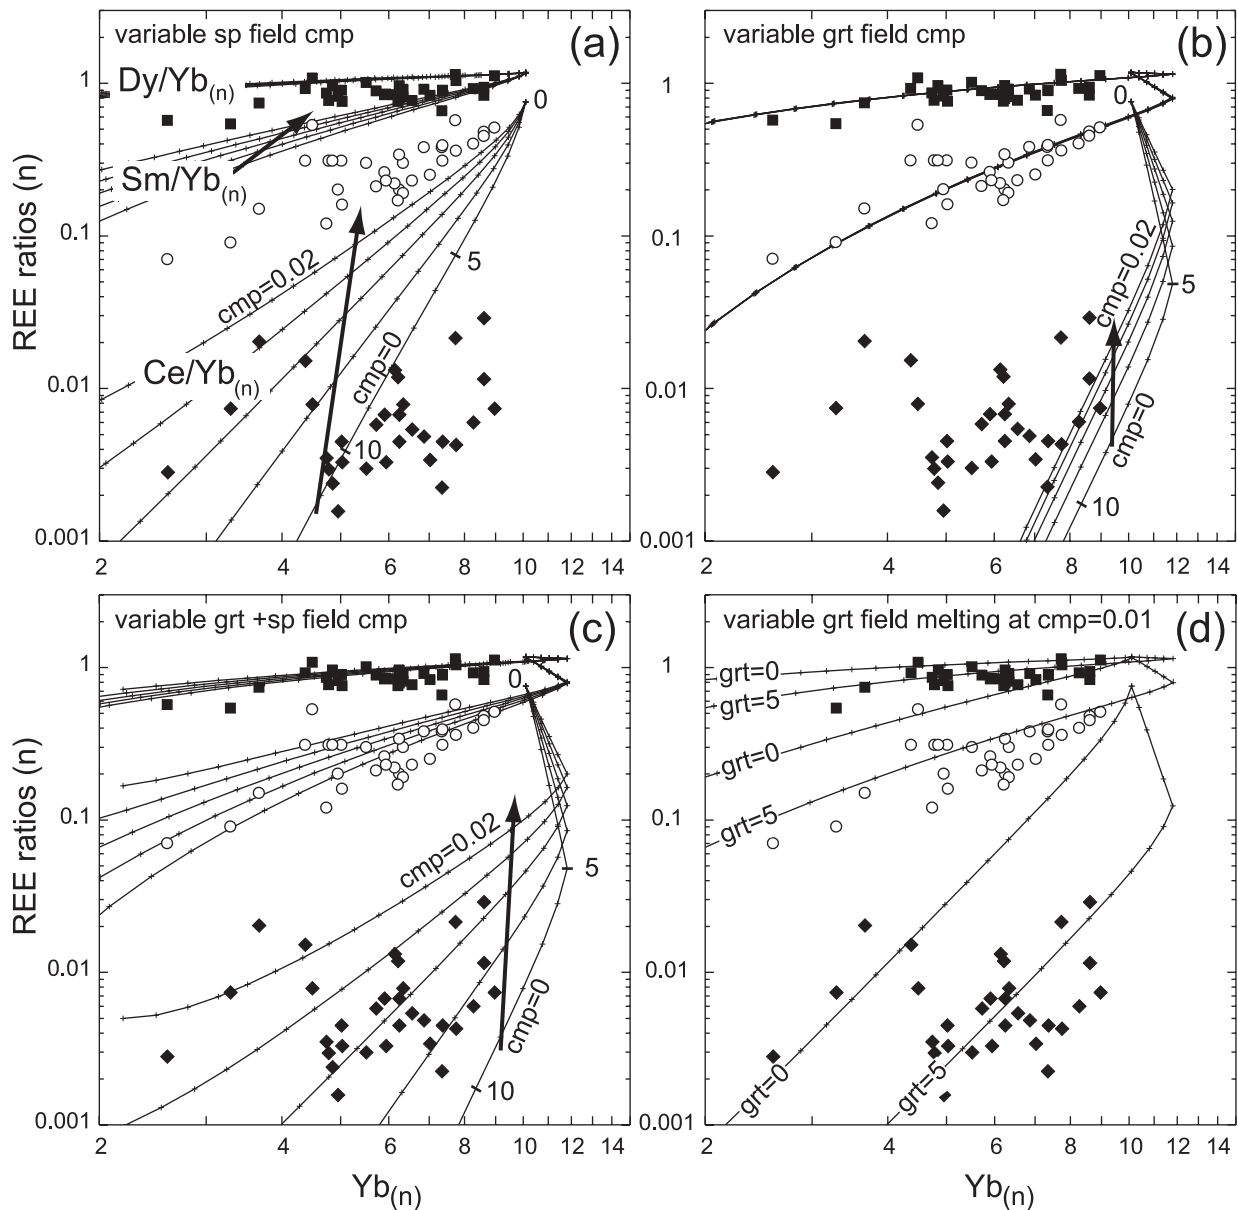 variable sp field cmp
(a)
Dy/Yb(n)
Sm/Yb(n)
Ce/Yb(n)
cmp=0.02
cmp=0
0
5
10
1
0.1
0.01
0.001
2
4
6
8
10
12
14
REE ratios (n)
variable grt field cmp
(b)
0
cmp=0.02
cmp=0
5
10
1
0.1
0.01
0.001
2
4
6
8
10
12
14
variable grt +sp field cmp
(c)
0
cmp=0.02
cmp=0
5
10
1
0.1
0.01
0.001
2
4
6
8
10
12
14
REE ratios (n)
Yb(n)
variable grt field melting at cmp=0.01
(d)
grt=0
grt=5
grt=0
grt=5
grt=0
grt=5
1
0.1
0.01
0.001
2
4
6
8
10
12
14
Yb(n)